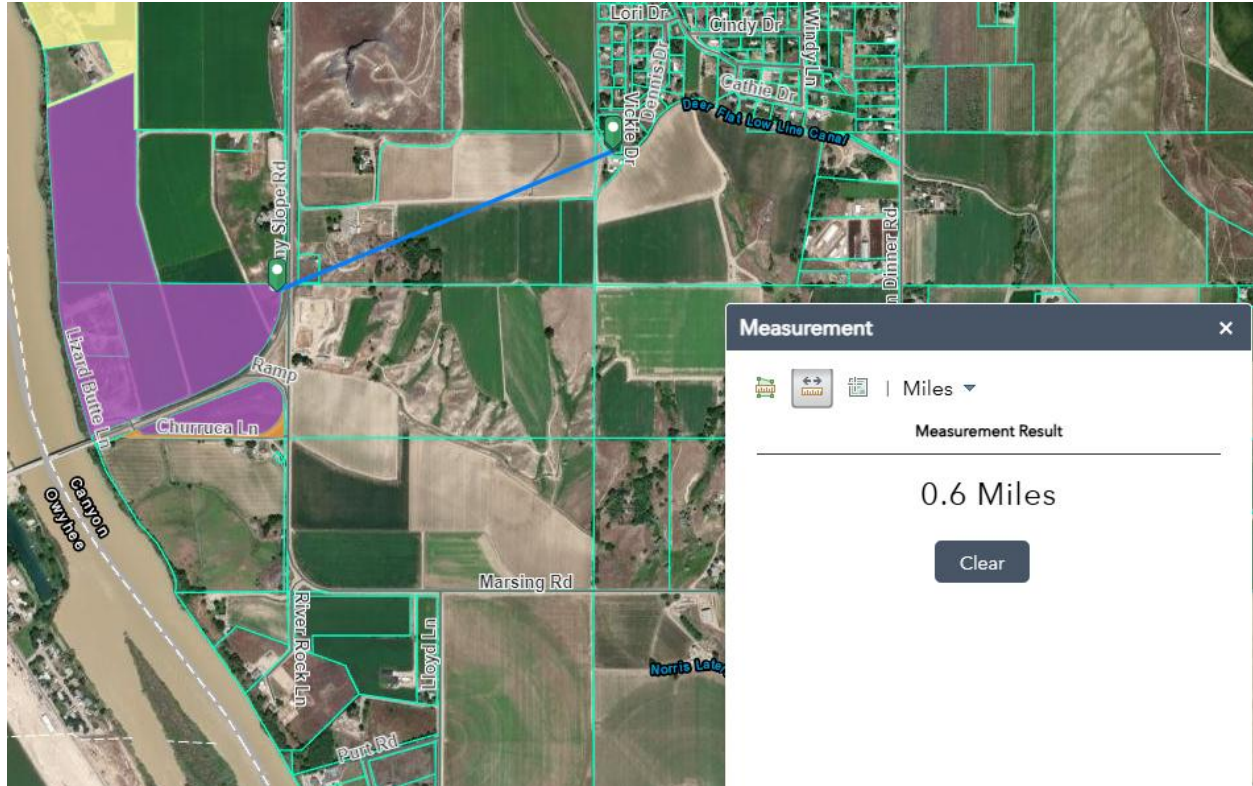 Lori Dr
Cindy Dr
Windy Ln
Dennis Dr
Cathie Dr
Vickie Dr
Deer Flat Low Line Canal
ny Slope Rd
n Dinner Rd
Lizard Butte Ln
Ramp
Churruca Ln
Canyon
Owyhee
Marsing Rd
River Rock Ln
Lloyd Ln
Norris Late
Purt Rd
Measurement
×
| Miles
Measurement Result
0.6 Miles
Clear